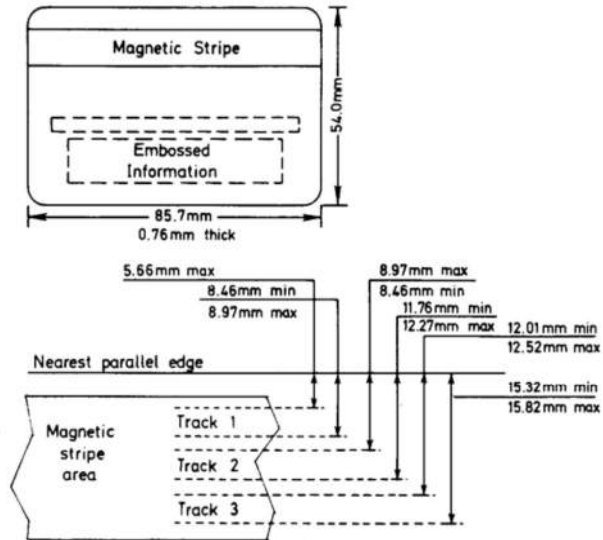 Magnetic Stripe
Embossed
Information
54.0mm
85.7mm
0.76mm thick
5.66mm max
8.46mm min
8.97mm max
8.97mm max
8.46mm min
11.76mm min
12.27mm max
12.01mm min
12.52mm max
Nearest parallel edge
15.32mm min
15.82mm max
Magnetic
stripe
area
Track 1
Track 2
Track 3